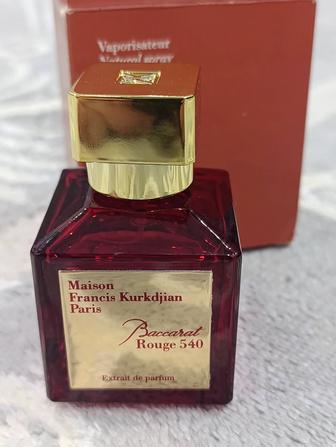 Vaporisateur
Natural spray
Maison
Francis Kurkdjian
Paris
Baccarat
Rouge 540
Extrait de parfum